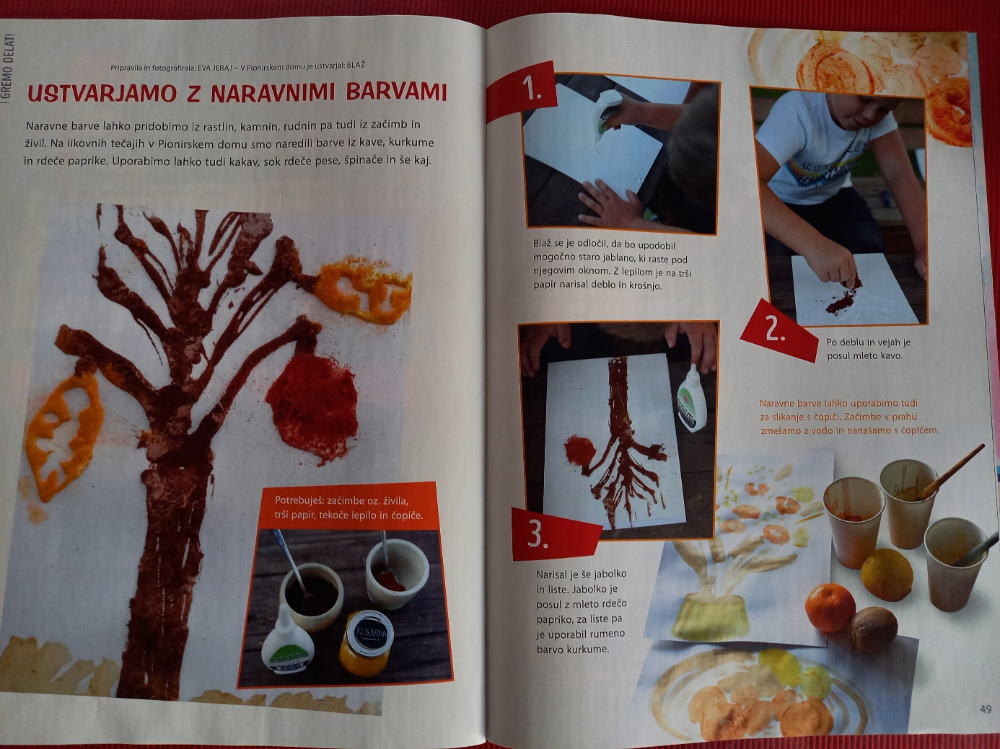 GREMO DELAT!
Pripravila in fotografirala: EVA JERAJ ~ V Pionirskem domu je ustvarjal: BLAŽ
USTVARJAMO Z NARAVNIMI BARVAMI
Naravne barve lahko pridobimo iz rastlin, kamnin, rudnin pa tudi iz začimb in
živil. Na likovnih tečajih v Pionirskem domu smo naredili barve iz kave, kurkume
in rdeče paprike. Uporabimo lahko tudi kakav, sok rdeče pese, špinače in še kaj.
Potrebuješ: začimbe oz. živila,
trši papir, tekoče lepilo in čopiče.
KURKUMA
1.
Blaž se je odločil, da bo upodobil
mogočno staro jablano, ki raste pod
njegovim oknom. Z lepilom je na trši
papir narisal deblo in krošnjo.
2.
Po deblu in vejah je
posul mleto kavo.
3.
Narisal je še jabolko
in liste. Jabolko je
posul z mleto rdečo
papriko, za liste pa
je uporabil rumeno
barvo kurkume.
Naravne barve lahko uporabimo tudi
za slikanje s čopiči. Začimbe v prahu
zmešamo z vodo in nanašamo s čopičem.
49